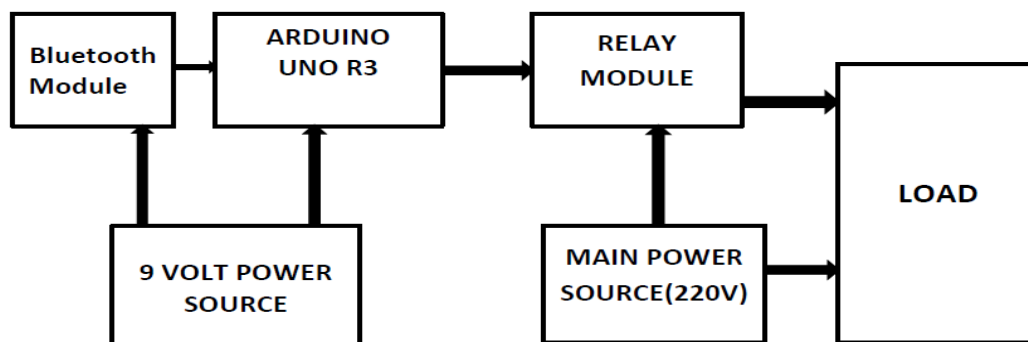 Bluetooth
Module
ARDUINO
UNO R3
RELAY
MODULE
LOAD
9 VOLT POWER
SOURCE
MAIN POWER
SOURCE(220V)